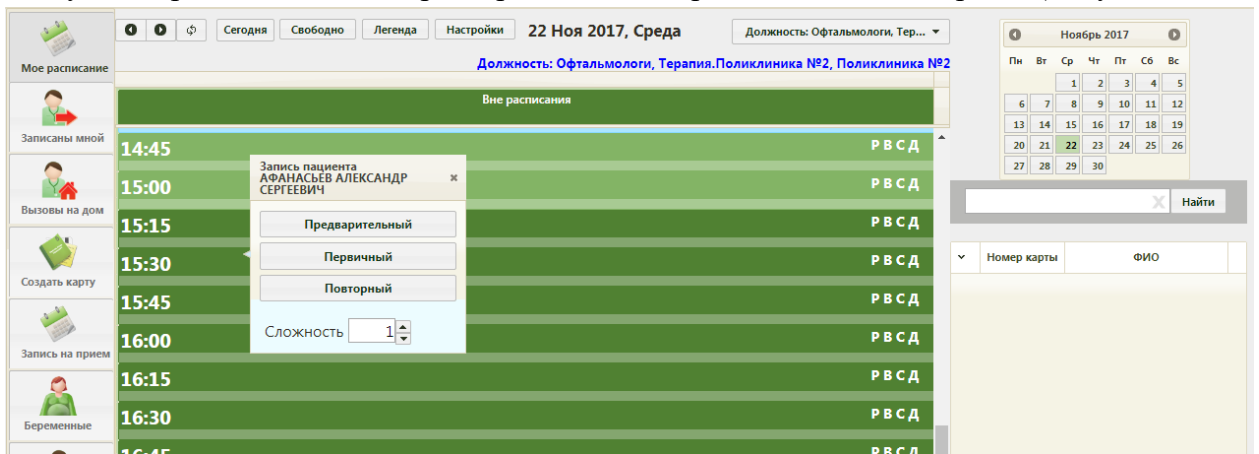 Сегодня Свободно Легенда Настройки 22 Ноя 2017, Среда Должность: Офтальмологи, Тер...
Должность: Офтальмологи, Терапия.Поликлиника №2, Поликлиника №2
Вне расписания
Мое расписание
Записаны мной
Вызовы на дом
Создать карту
Запись на прием
Беременные
14:45 Р В С Д
15:00 Р В С Д
15:15 Р В С Д
15:30 Р В С Д
15:45 Р В С Д
16:00 Р В С Д
16:15 Р В С Д
16:30 Р В С Д
16:45 Р В С Д
Запись пациента
АФАНАСЬЕВ АЛЕКСАНДР
СЕРГЕЕВИЧ
Предварительный
Первичный
Повторный
Сложность 1
Ноябрь 2017
Пн Вт Ср Чт Пт Сб Вс
1 2 3 4 5
6 7 8 9 10 11 12
13 14 15 16 17 18 19
20 21 22 23 24 25 26
27 28 29 30
Найти
Номер карты ФИО